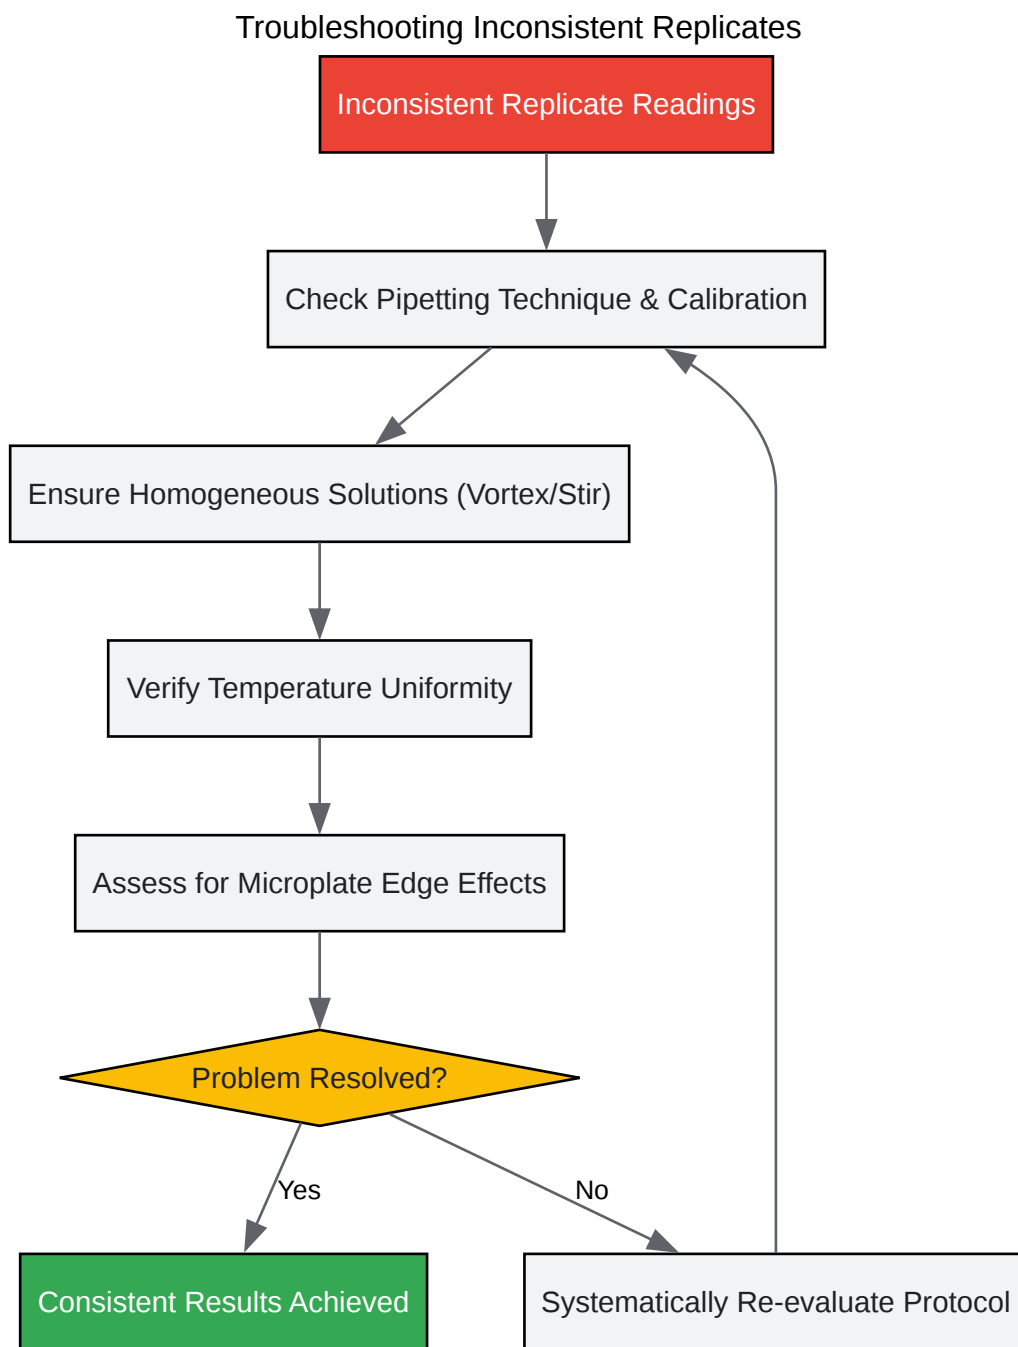 Troubleshooting Inconsistent Replicates
Inconsistent Replicate Readings
Check Pipetting Technique & Calibration
Ensure Homogeneous Solutions (Vortex/Stir)
Verify Temperature Uniformity
Assess for Microplate Edge Effects
Problem Resolved?
Yes
No
Consistent Results Achieved
Systematically Re-evaluate Protocol